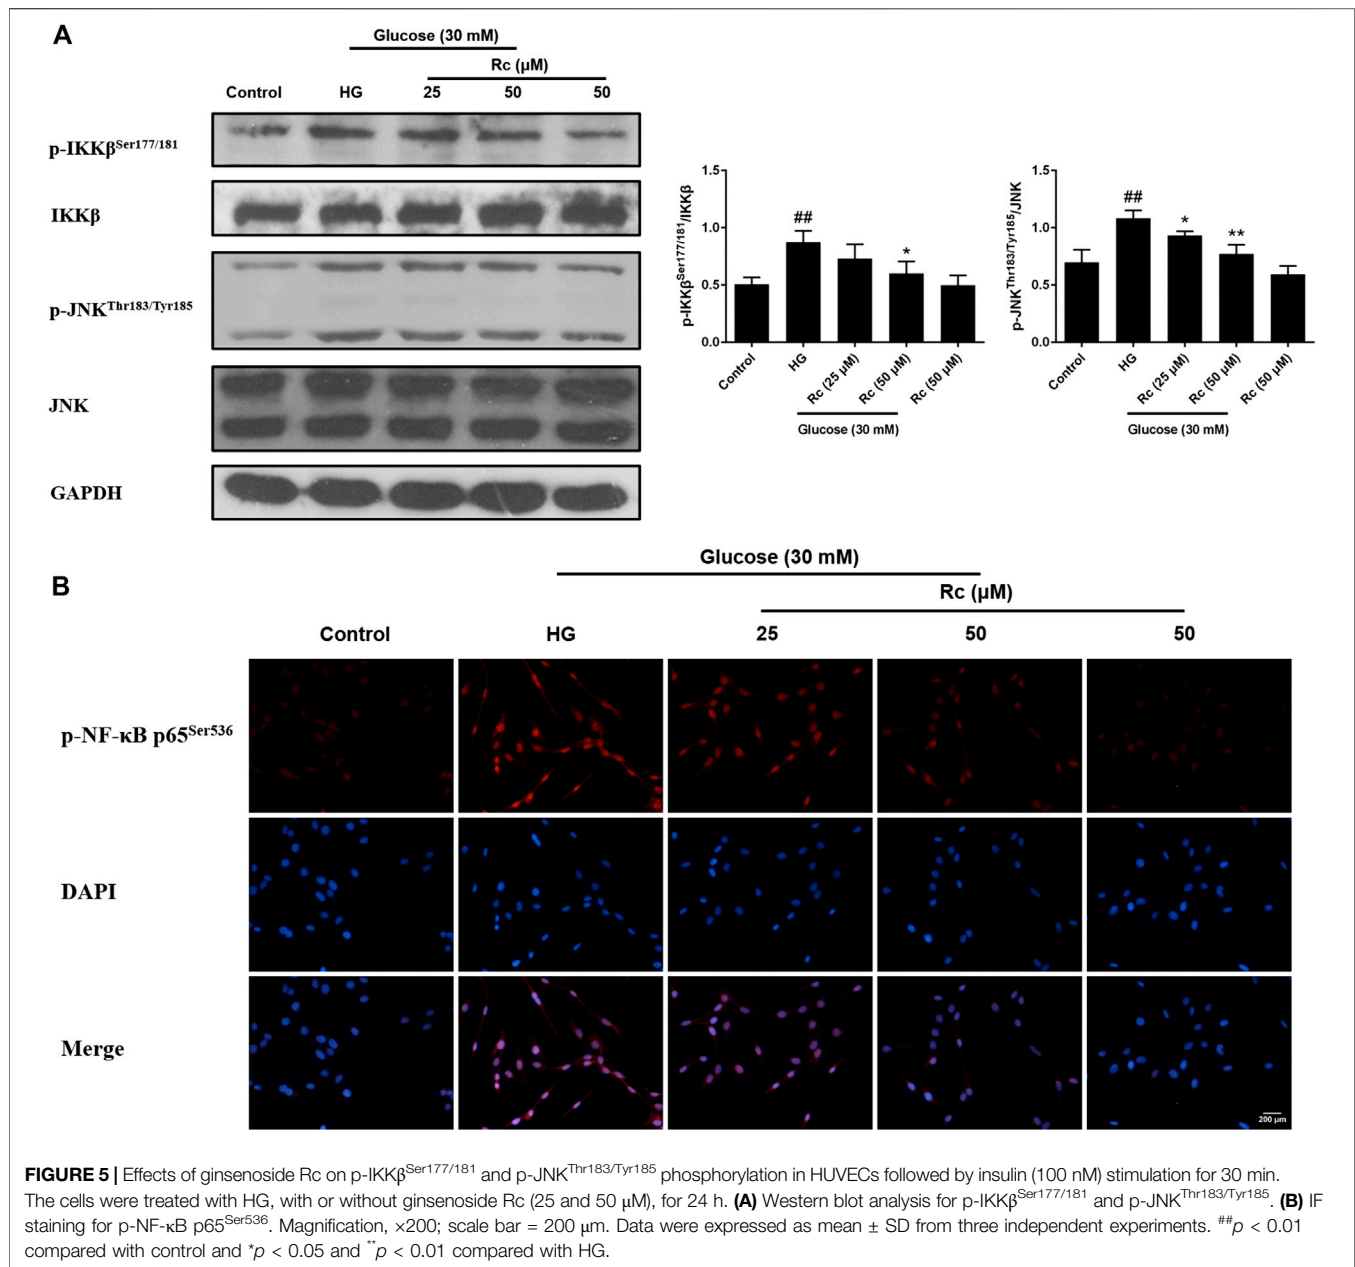 A
Glucose (30 mM)
Rc (μM)
Control HG 25 50 50
p-IKKβSer177/181
IKKβ
p-JNKThr183/Tyr185
JNK
GAPDH
p-IKKβSer177/181/IKKβ
1.5
1.0
0.5
0.0
##
*
Control
HG
Rc (25 μM)
Rc (50 μM)
Rc (50 μM)
Glucose (30 mM)
p-JNKThr183/Tyr185/JNK
1.5
1.0
0.5
0.0
##
*
**
Control
HG
Rc (25 μM)
Rc (50 μM)
Rc (50 μM)
Glucose (30 mM)
B
Glucose (30 mM)
Rc (μM)
Control HG 25 50 50
p-NF-κB p65Ser536
DAPI
Merge
200 μm
FIGURE 5 | Effects of ginsenoside Rc on p-IKKβSer177/181 and p-JNKThr183/Tyr185 phosphorylation in HUVECs followed by insulin (100 nM) stimulation for 30 min.
The cells were treated with HG, with or without ginsenoside Rc (25 and 50 μM), for 24 h. (A) Western blot analysis for p-IKKβSer177/181 and p-JNKThr183/Tyr185. (B) IF
staining for p-NF-κB p65Ser536. Magnification, ×200; scale bar = 200 μm. Data were expressed as mean ± SD from three independent experiments. ##p < 0.01
compared with control and *p < 0.05 and **p < 0.01 compared with HG.